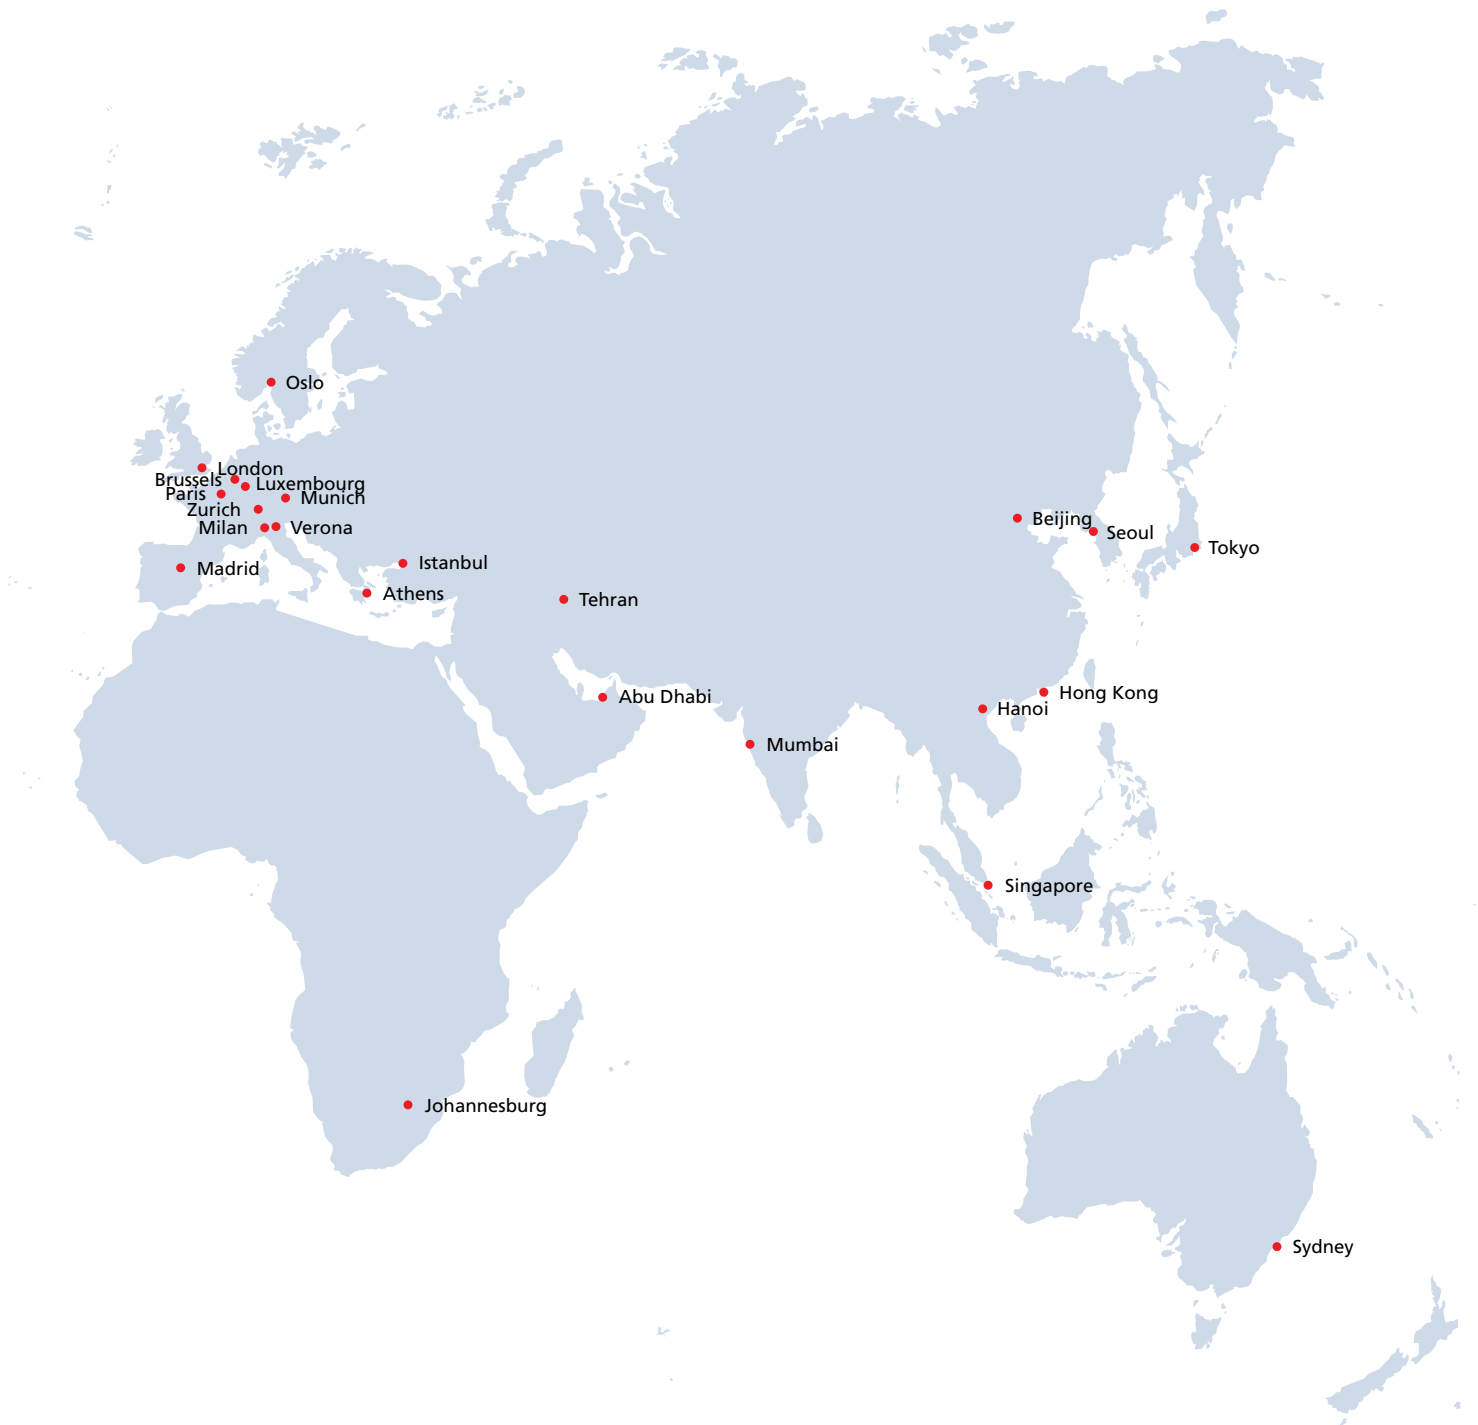 Oslo
London
Brussels
Luxembourg
Paris
Munich
Zurich
Milan
Verona
Beijing
Seoul
Tokyo
Istanbul
Madrid
Athens
Tehran
Hong Kong
Abu Dhabi
Hanoi
Mumbai
Singapore
Johannesburg
Sydney